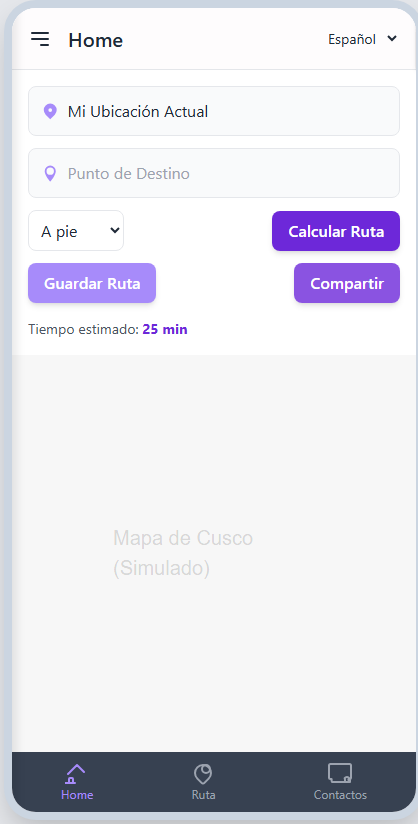 Home
Español
Mi Ubicación Actual
Punto de Destino
A pie
Calcular Ruta
Guardar Ruta
Compartir
Tiempo estimado: 25 min
Mapa de Cusco
(Simulado)
Home
Ruta
Contactos